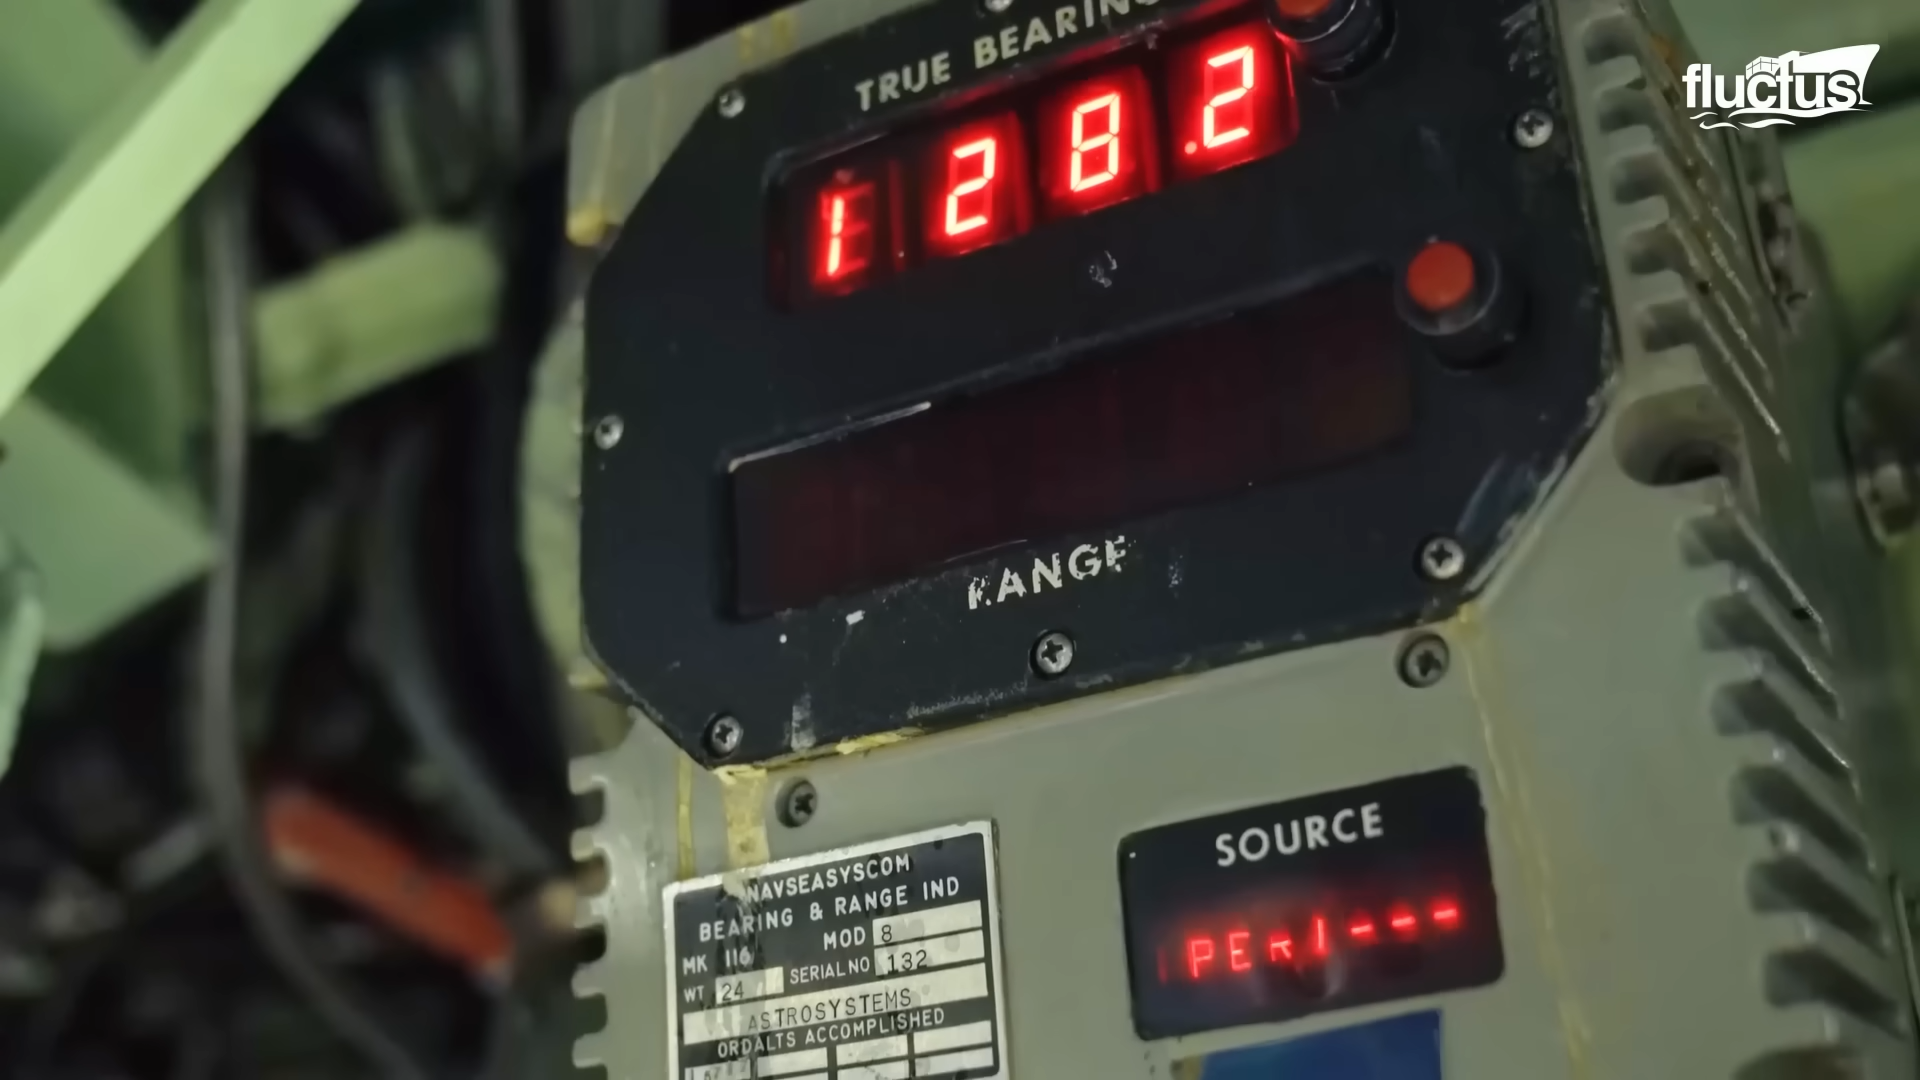 fluctus
TRUE BEARING
128.2
RANGE
SOURCE
PERI---
NAVSEASYSCOM
BEARING & RANGE IND
MK 116 MOD 8
WT 24 SERIAL NO 132
ASTROSYSTEMS
ORDALTS ACCOMPLISHED